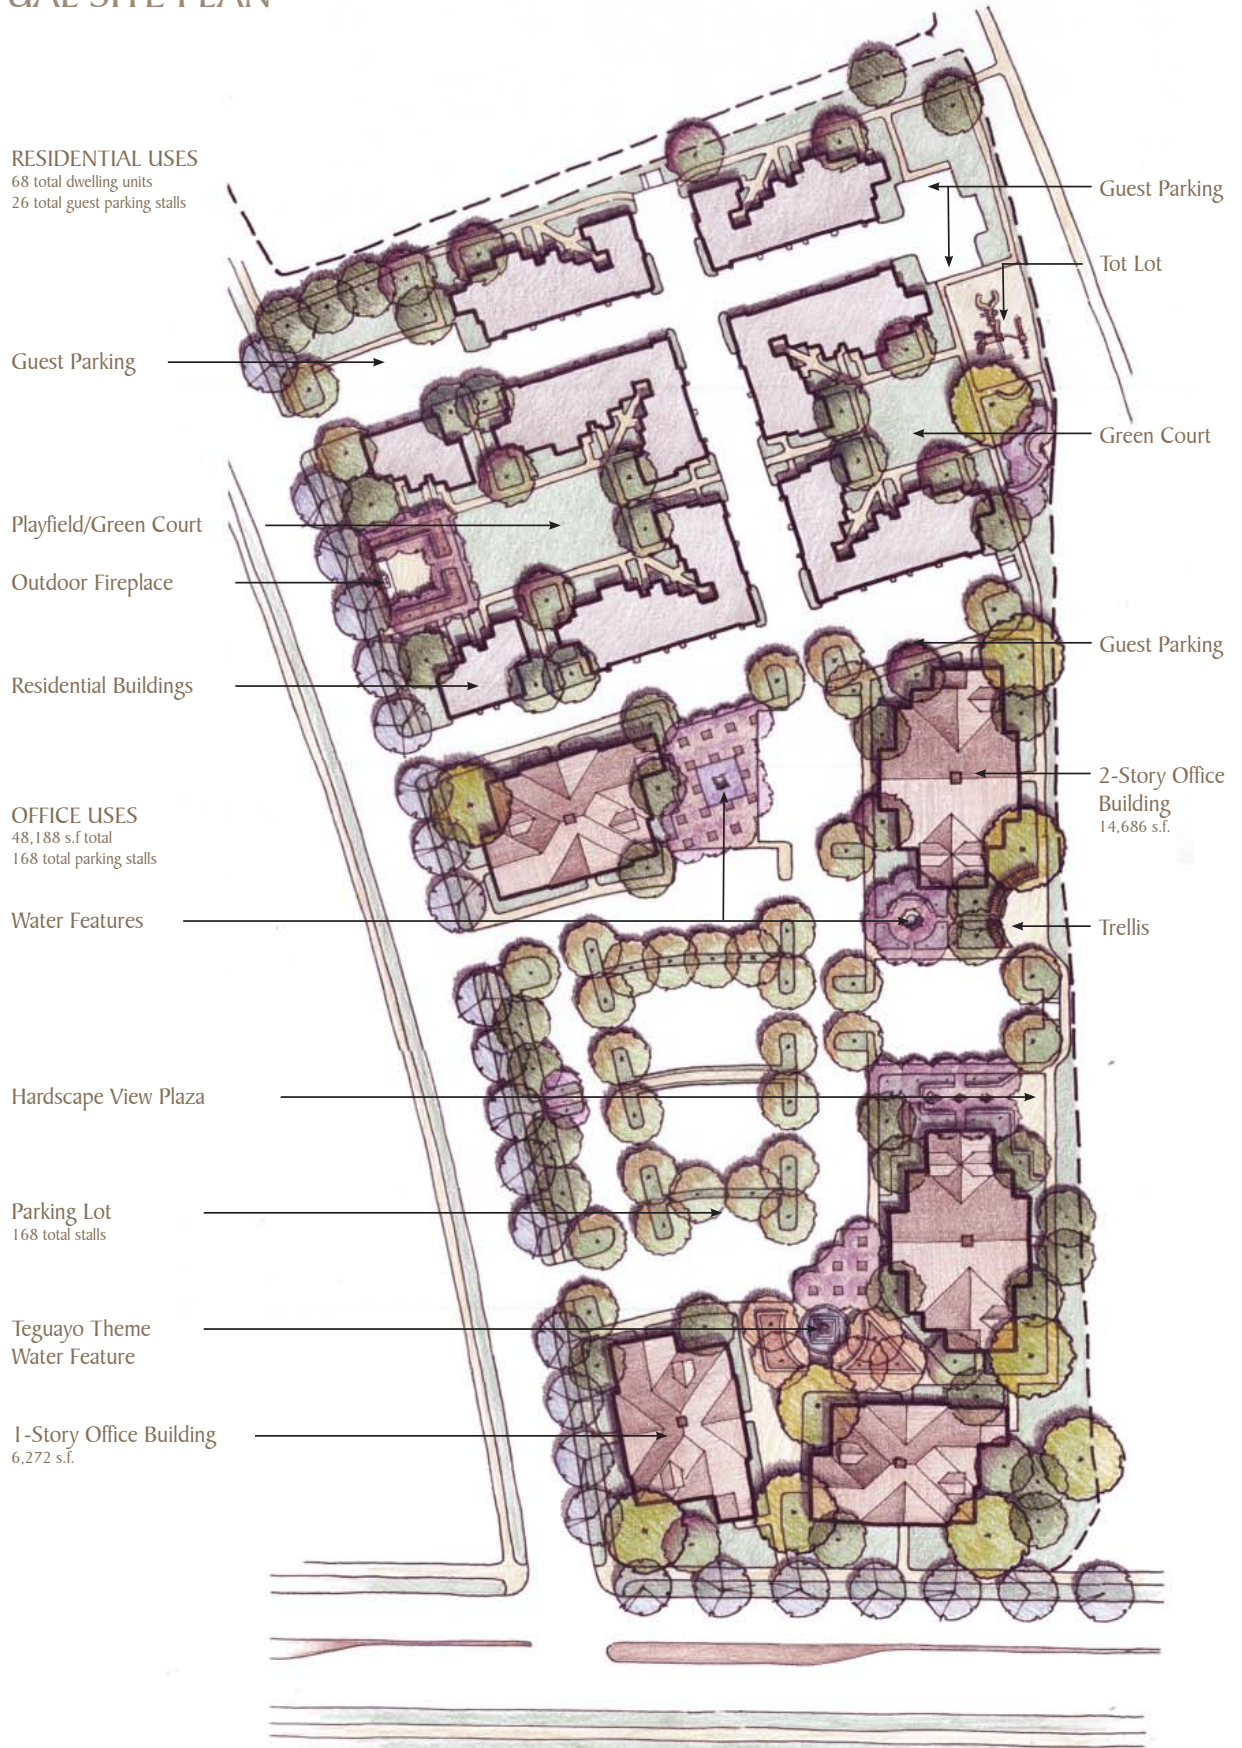 SITE PLAN
RESIDENTIAL USES
68 total dwelling units
26 total guest parking stalls
Guest Parking
Tot Lot
Guest Parking
Green Court
Playfield/Green Court
Outdoor Fireplace
Guest Parking
Residential Buildings
2-Story Office
Building
14,686 s.f.
OFFICE USES
48,188 s.f total
168 total parking stalls
Water Features
Trellis
Hardscape View Plaza
Parking Lot
168 total stalls
Teguayo Theme
Water Feature
1-Story Office Building
6,272 s.f.